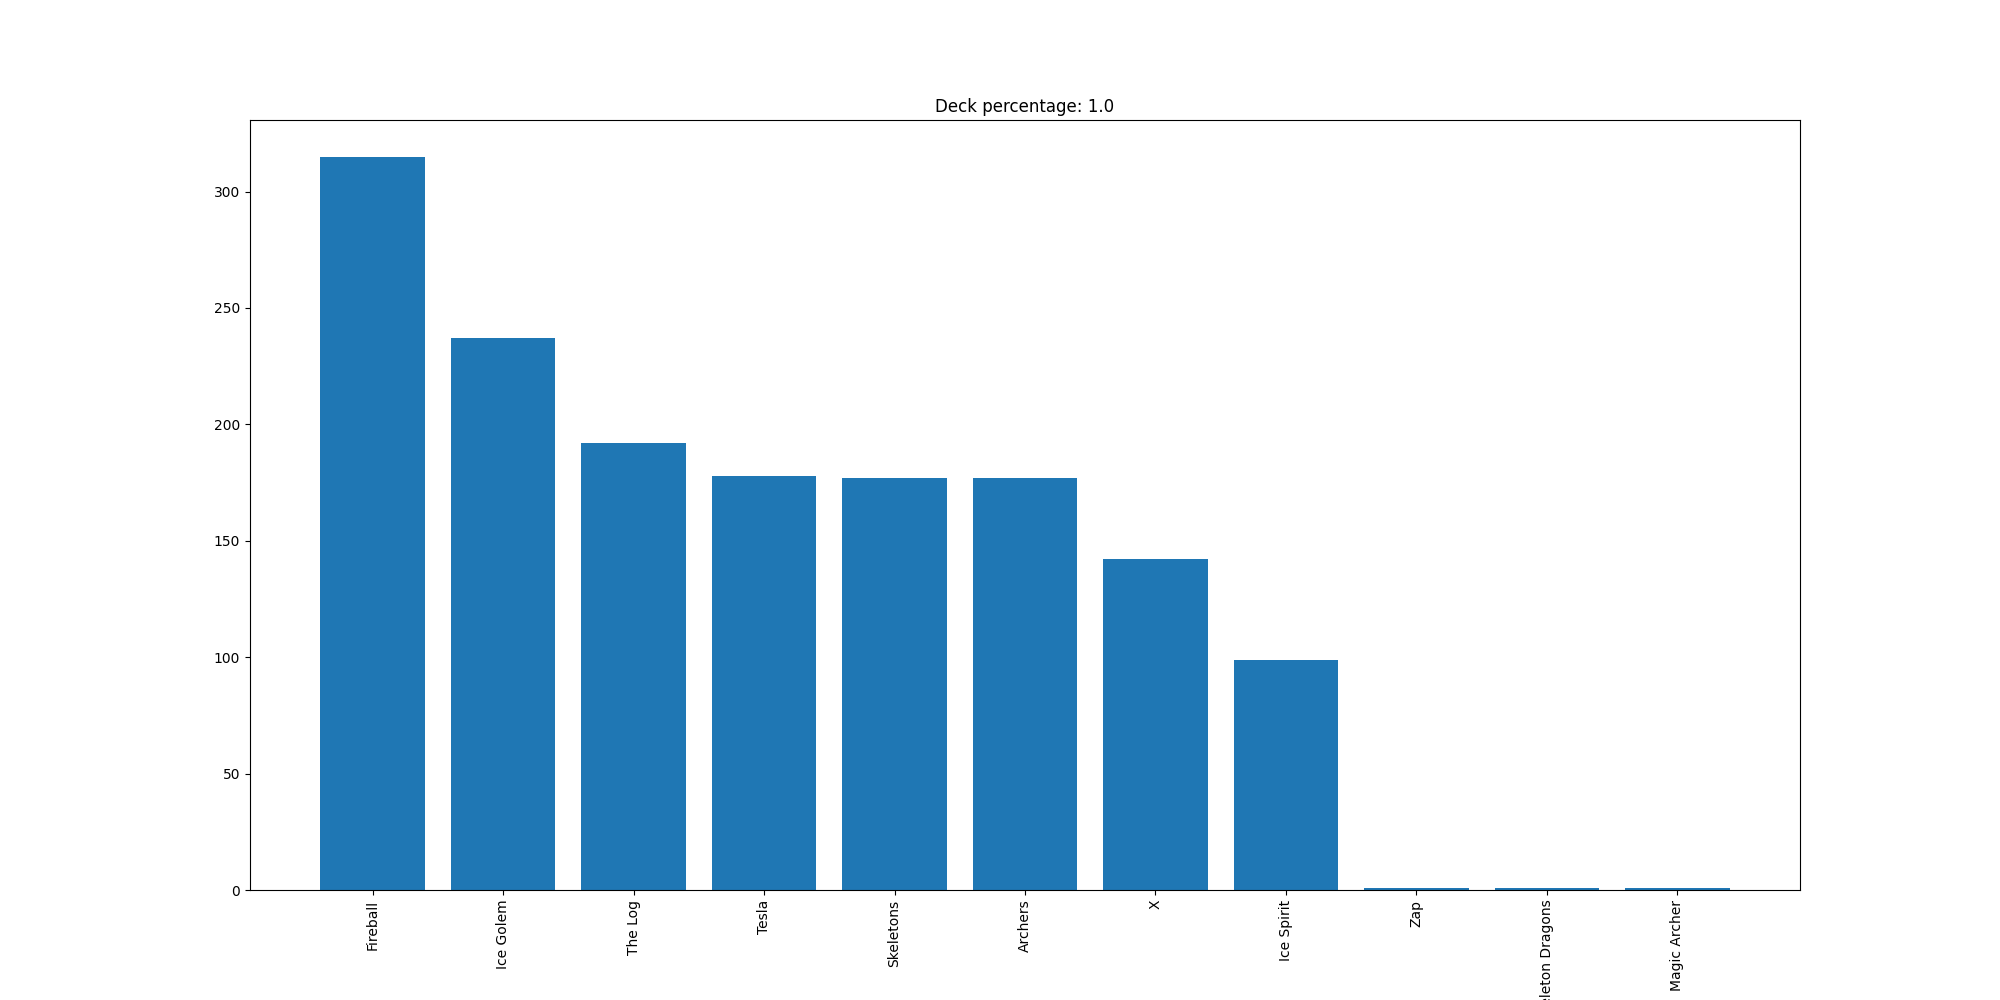 Deck percentage: 1.0
300
250
200
150
100
50
0
Fireball
Ice Golem
The Log
Tesla
Skeletons
Archers
X
Ice Spirit
Zap
Dragons
Magic Archer